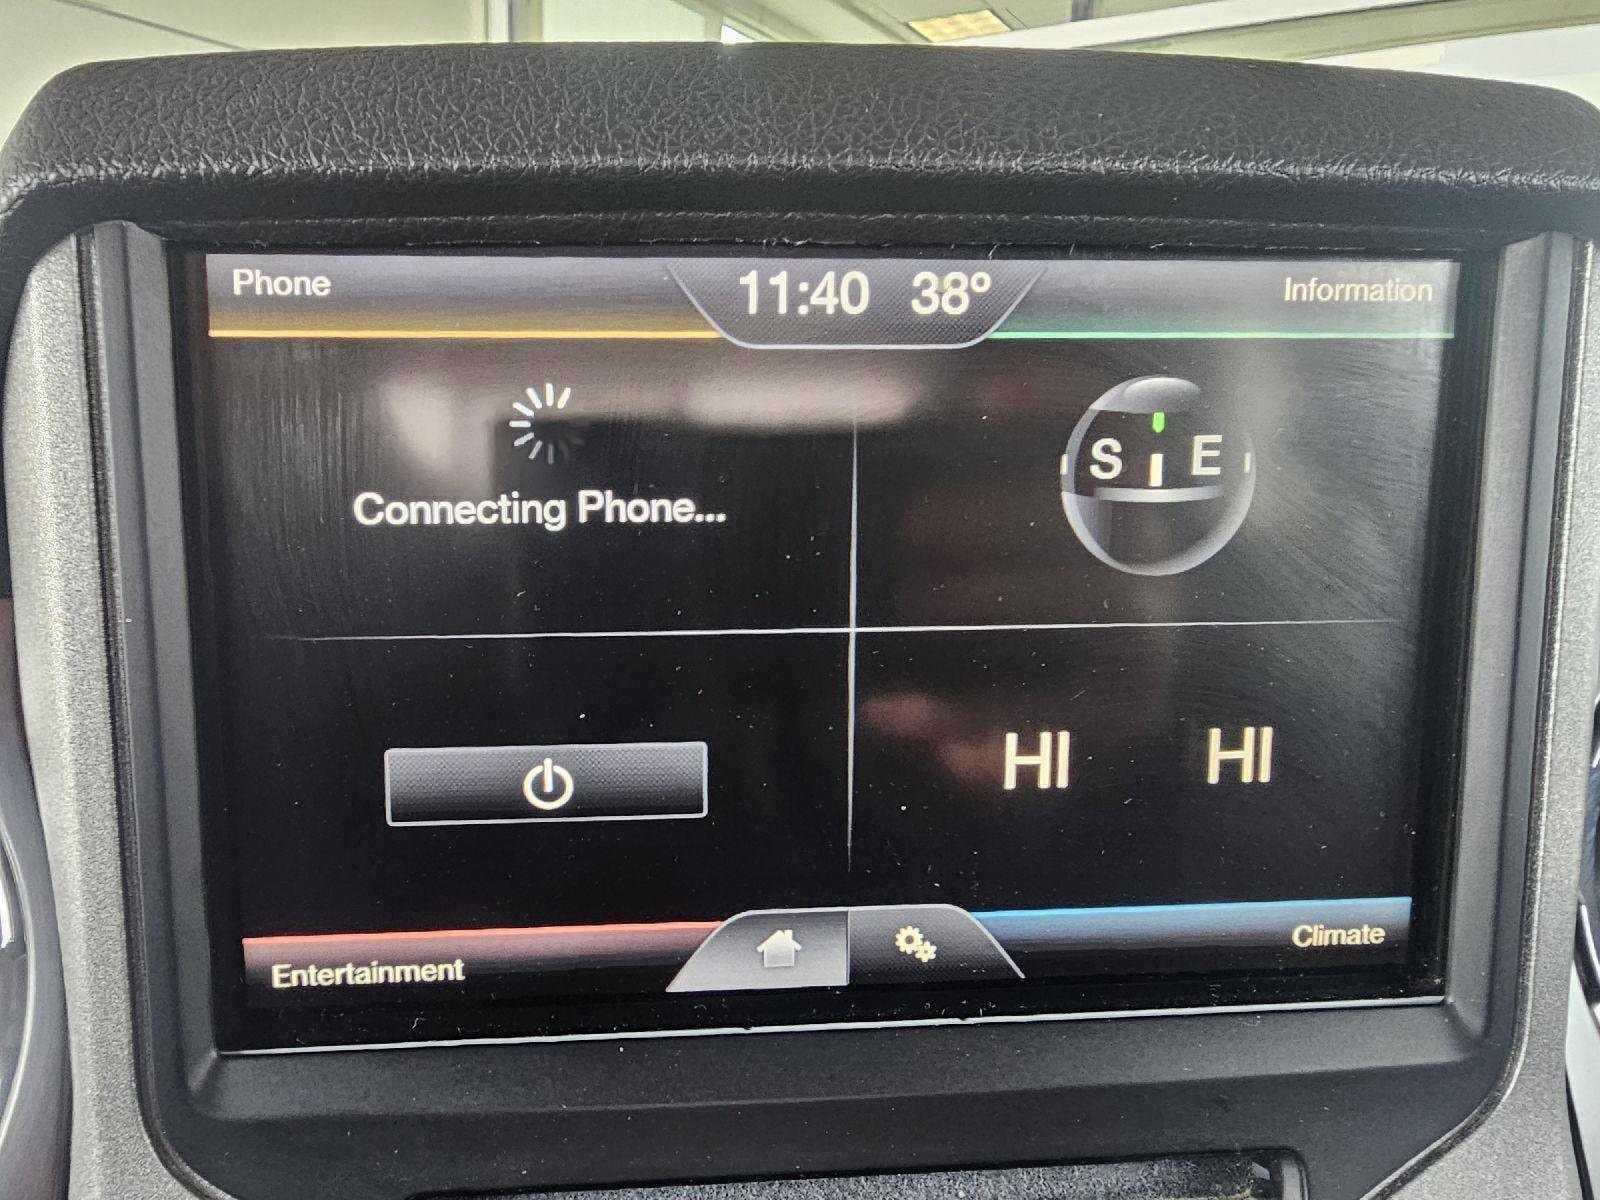 Phone
11:40 38°
Information
S E
Connecting Phone...
HI HI
Entertainment
Climate